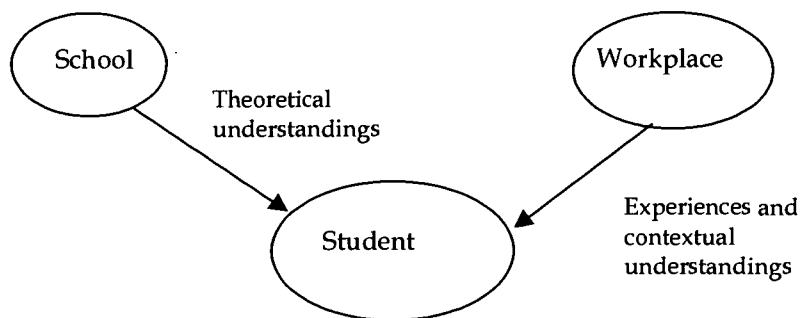 School
Workplace
Theoretical
understandings
Student
Experiences and
contextual
understandings